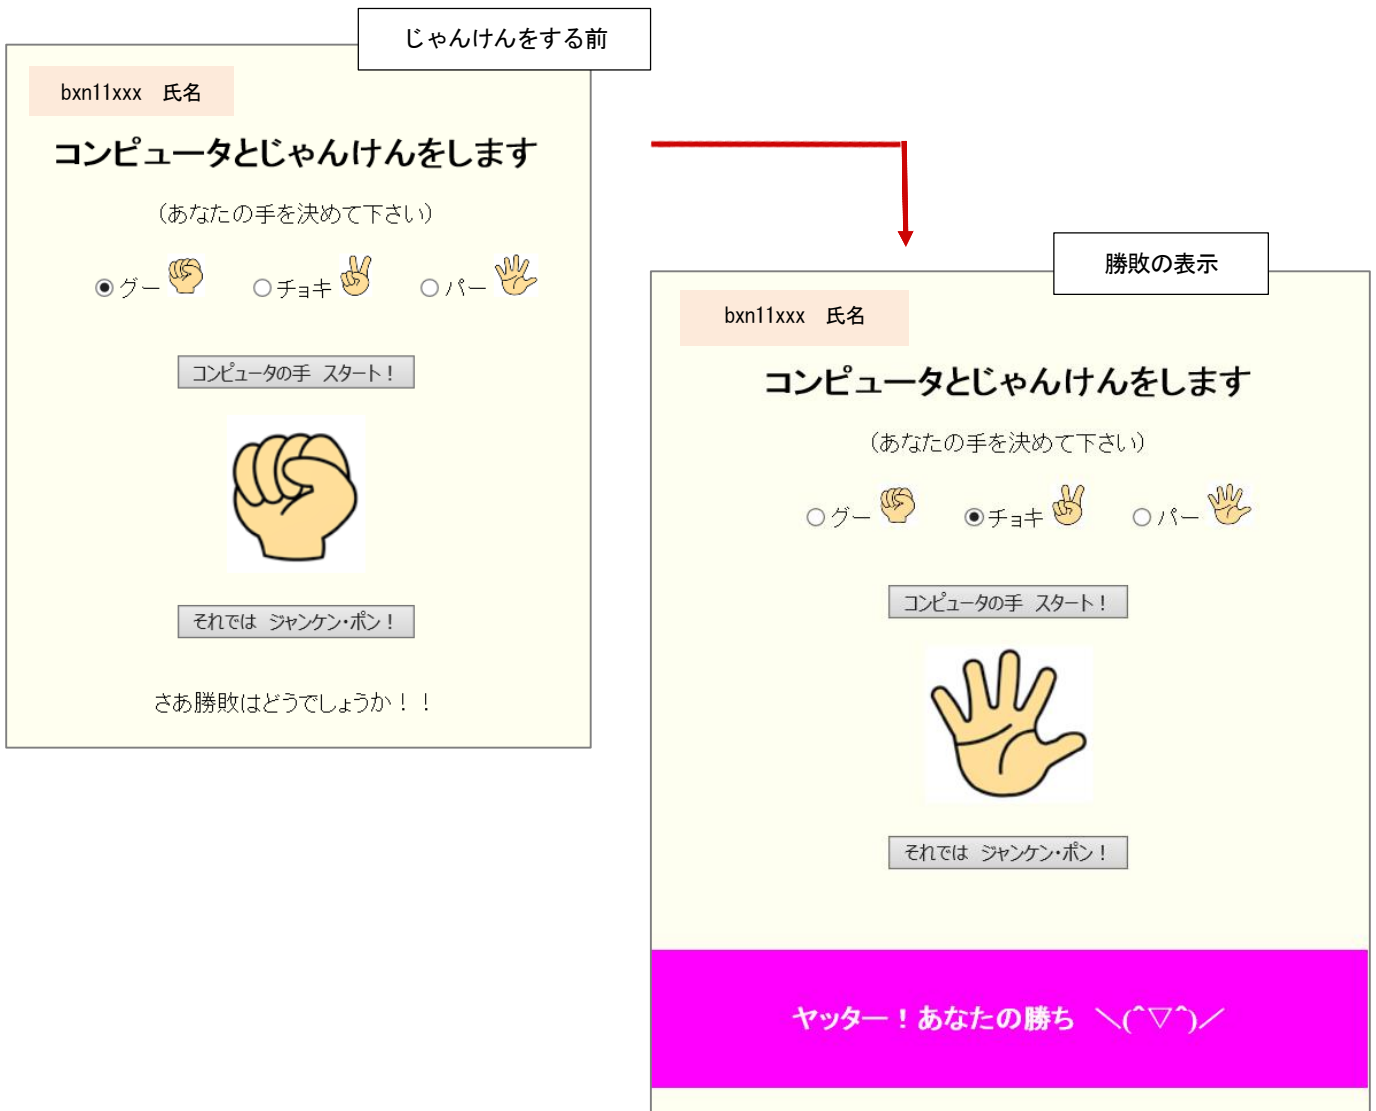 じゃんけんをする前
bxn11xxx 氏名
コンピュータとじゃんけんをします
(あなたの手を決めて下さい)
グー チョキ パー
コンピュータの手 スタート!
それでは ジャンケン・ポン!
さあ勝敗はどうでしょうか!!
勝敗の表示
bxn11xxx 氏名
コンピュータとじゃんけんをします
(あなたの手を決めて下さい)
グー チョキ パー
コンピュータの手 スタート!
それでは ジャンケン・ポン!
ヤッター!あなたの勝ち \(^▽^)/